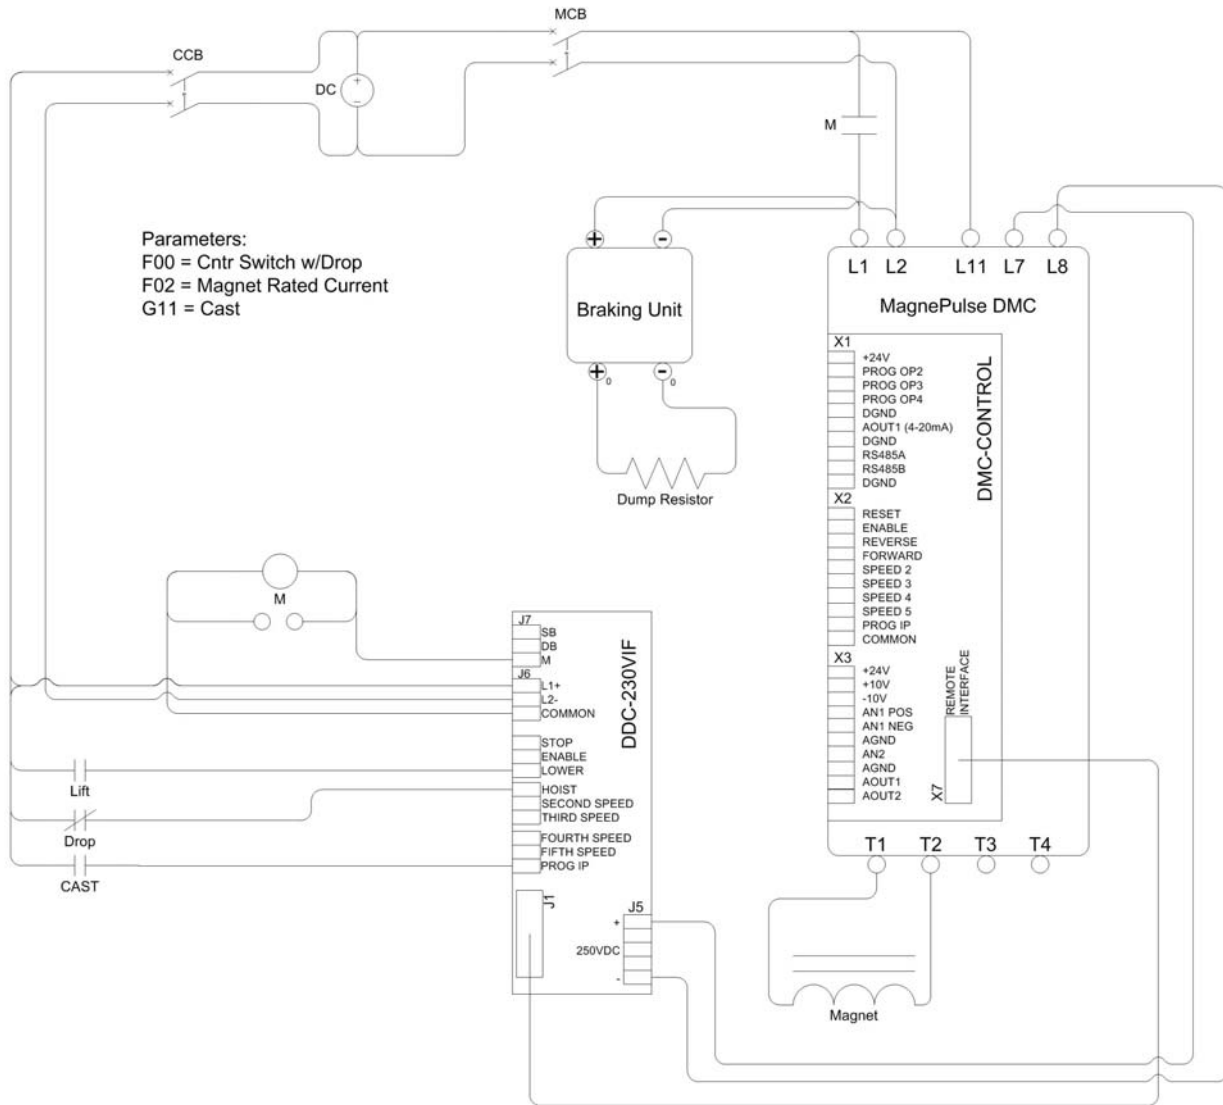 MCB
CCB
DC
+
−
M
Parameters:
F00 = Cntr Switch w/Drop
F02 = Magnet Rated Current
G11 = Cast
+
-
Braking Unit
+
0
-
0
Dump Resistor
L1
L2
L11
L7
L8
MagnePulse DMC
DMC-CONTROL
X1
+24V
PROG OP2
PROG OP3
PROG OP4
DGND
AOUT1 (4-20mA)
DGND
RS485A
RS485B
DGND
X2
RESET
ENABLE
REVERSE
FORWARD
SPEED 2
SPEED 3
SPEED 4
SPEED 5
PROG IP
COMMON
X3
+24V
+10V
-10V
AN1 POS
AN1 NEG
AGND
AN2
AGND
AOUT1
AOUT2
REMOTE
INTERFACE
X7
T1
T2
T3
T4
Magnet
M
DDC-230VIF
J7
SB
DB
M
J6
L1+
L2-
COMMON
STOP
ENABLE
LOWER
HOIST
SECOND SPEED
THIRD SPEED
FOURTH SPEED
FIFTH SPEED
PROG IP
J1
J5
+
250VDC
-
Lift
Drop
CAST